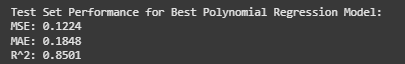 Test Set Performance for Best Polynomial Regression Model:
MSE: 0.1224
MAE: 0.1848
R^2: 0.8501